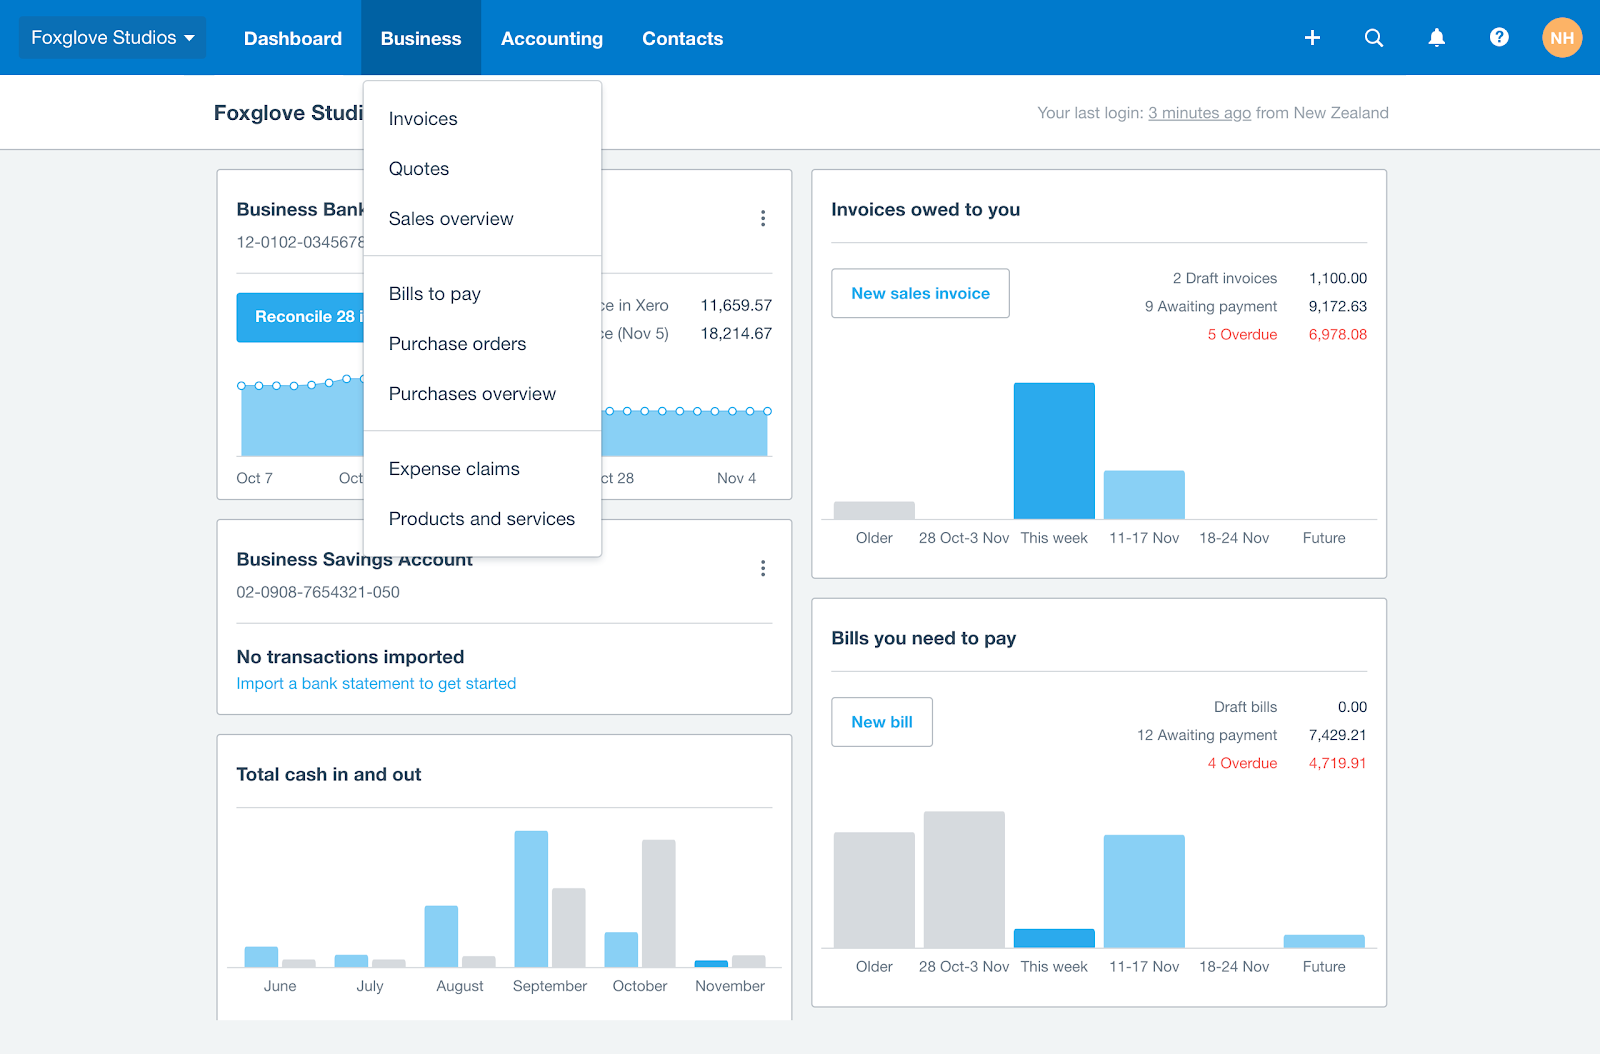 Foxglove Studios
Dashboard
Business
Accounting
Contacts
NH
Foxglove Studi
Your last login: 3 minutes ago from New Zealand
Invoices
Quotes
Sales overview
Bills to pay
Purchase orders
Purchases overview
Expense claims
Products and services
Business Bank
12-0102-0345678
Reconcile 28 i
ce in Xero 11,659.57
ce (Nov 5) 18,214.67
Oct 7 Oct ct 28 Nov 4
Business Savings Account
02-0908-7654321-050
No transactions imported
Import a bank statement to get started
Total cash in and out
June July August September October November
Invoices owed to you
New sales invoice
2 Draft invoices 1,100.00
9 Awaiting payment 9,172.63
5 Overdue 6,978.08
Older 28 Oct-3 Nov This week 11-17 Nov 18-24 Nov Future
Bills you need to pay
New bill
Draft bills 0.00
12 Awaiting payment 7,429.21
4 Overdue 4,719.91
Older 28 Oct-3 Nov This week 11-17 Nov 18-24 Nov Future